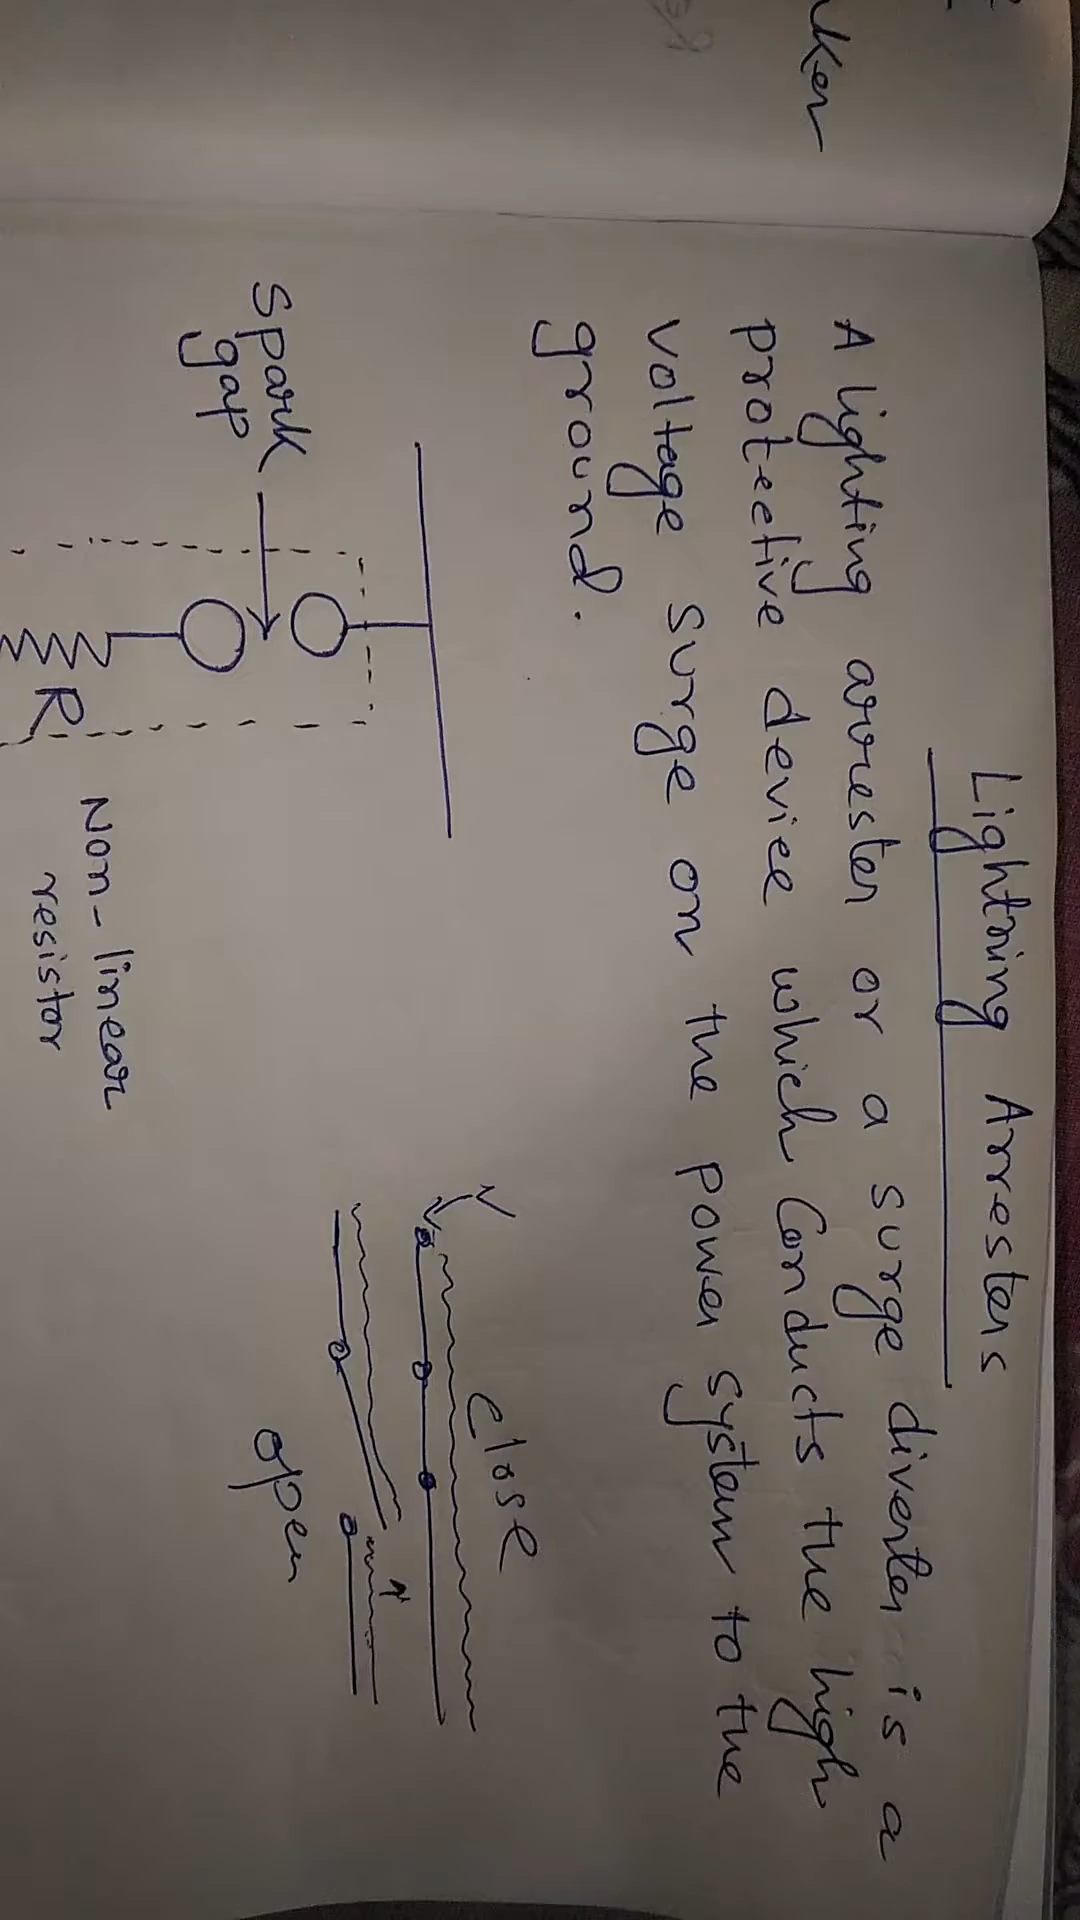 ker
Lightning Arresters
A lighting arrester or a surge diverter is a
protective device which Conducts the high
voltage surge on the power system to the
ground.
close
open
Spark
gap
R
Non-linear
resistor